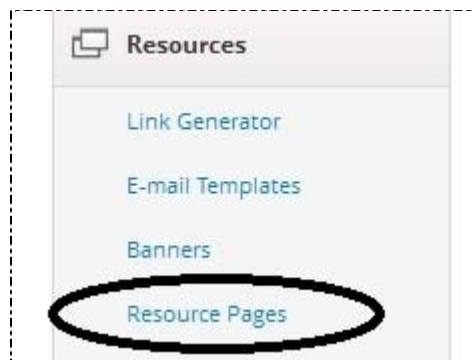 Resources
Link Generator
E-mail Templates
Banners
Resource Pages